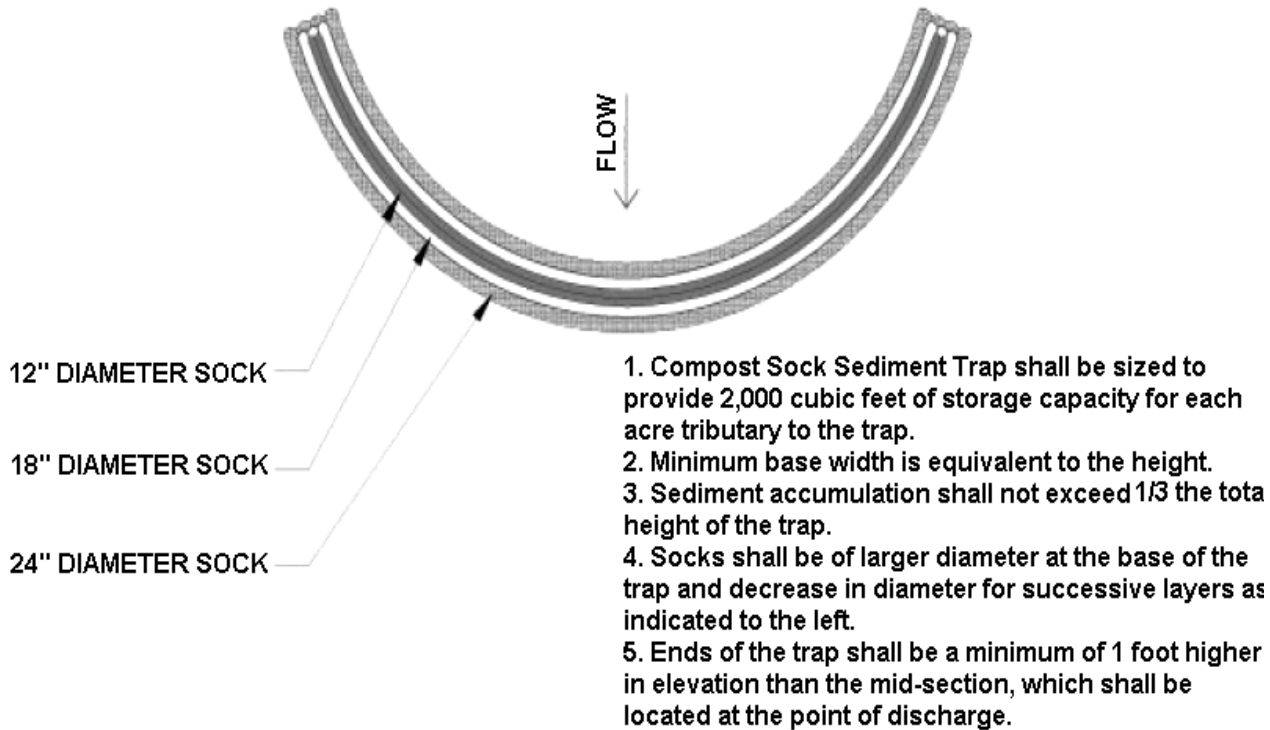 FLOW
12" DIAMETER SOCK
18" DIAMETER SOCK
24" DIAMETER SOCK
1. Compost Sock Sediment Trap shall be sized to
provide 2,000 cubic feet of storage capacity for each
acre tributary to the trap.
2. Minimum base width is equivalent to the height.
3. Sediment accumulation shall not exceed 1/3 the tota
height of the trap.
4. Socks shall be of larger diameter at the base of the
trap and decrease in diameter for successive layers as
indicated to the left.
5. Ends of the trap shall be a minimum of 1 foot higher
in elevation than the mid-section, which shall be
located at the point of discharge.